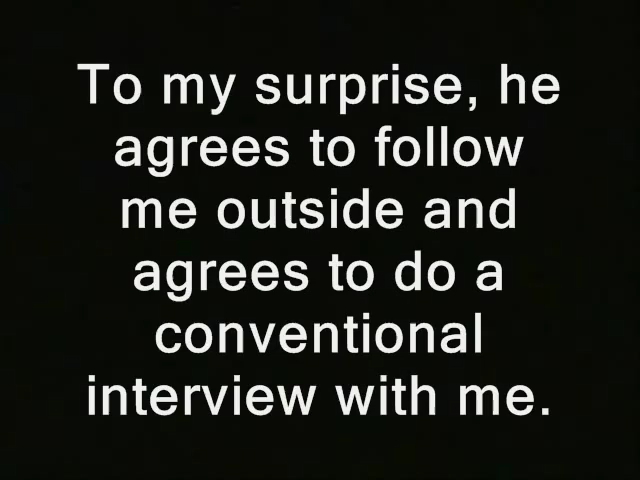 To my surprise, he
agrees to follow
me outside and
agrees to do a
conventional
interview with me.